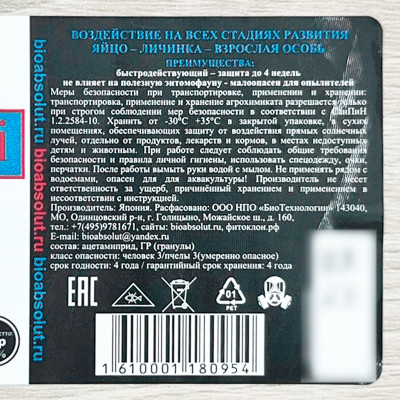 ВОЗДЕЙСТВИЕ НА ВСЕХ СТАДИЯХ РАЗВИТИЯ
ЯЙЦО – ЛИЧИНКА – ВЗРОСЛАЯ ОСОБЬ
ПРЕИМУЩЕСТВА:
быстродействующий – защита до 4 недель
не влияет на полезную энтомофауну - малоопасен для опылителей
Меры безопасности при транспортировке, применении и хранении:
транспортировка, применение и хранение агрохимиката разрешается только
при строгом соблюдении мер безопасности в соответствии с СанПиН
1.2.2584-10. Хранить от -30°С +35°С в закрытой упаковке, в сухих
помещениях, обеспечивающих защиту от воздействия прямых солнечных
лучей, отдельно от продуктов, лекарств и кормов, в местах недоступных
детям и животным. При работе следует соблюдать общие требования
безопасности и правила личной гигиены, использовать спецодежду, очки,
перчатки. После работы вымыть руки водой с мылом. Не применять рядом с
водоемами, опасен для для аквакультуры! Производитель не несет
ответственность за ущерб, причинённый хранением и применением в
несоответствии с инструкцией.
Производитель: Япония. Расфасовано: ООО НПО «БиоТехнологии» 143040,
МО, Одинцовский р-н, г. Голицыно, Можайское ш., д. 160,
тел.: +7(495)9781671, сайты: bioabsolut.ru, фитоклон.рф
E-mail: bioabsolut@yandex.ru
состав: ацетамиприд, ГР (гранулы)
класс опасности: человек 3/пчелы 3(умеренно опасное)
срок годности: 4 года / гарантийный срок хранения: 4 года
EAC
01
PET
1 610001 180954
bioabsolut.ru bioabsolut.ru bioabsolut.ru
i